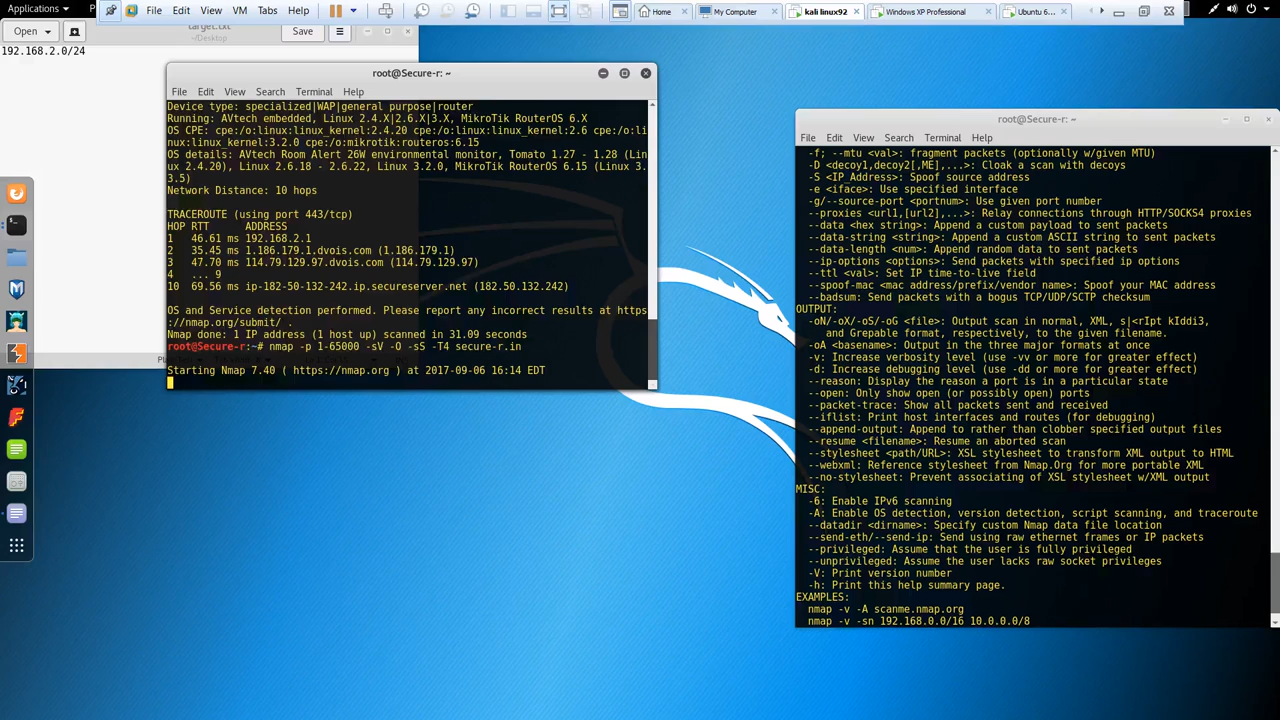 Applications
File Edit View VM Tabs Help
Home
My Computer
kali linux92
Windows XP Professional
Ubuntu 6...
Open
target.txt
~/Desktop
Save
192.168.2.0/24
root@Secure-r: ~
File Edit View Search Terminal Help
Device type: specialized|WAP|general purpose|router
Running: AVtech embedded, Linux 2.4.X|2.6.X|3.X, MikroTik RouterOS 6.X
OS CPE: cpe:/o:linux:linux_kernel:2.4.20 cpe:/o:linux:linux_kernel:2.6 cpe:/o:li
nux:linux_kernel:3.2.0 cpe:/o:mikrotik:routeros:6.15
OS details: AVtech Room Alert 26W environmental monitor, Tomato 1.27 - 1.28 (Lin
ux 2.4.20), Linux 2.6.18 - 2.6.22, Linux 3.2.0, MikroTik RouterOS 6.15 (Linux 3.
3.5)
Network Distance: 10 hops
TRACEROUTE (using port 443/tcp)
HOP RTT ADDRESS
1 46.61 ms 192.168.2.1
2 35.45 ms 1.186.179.1.dvois.com (1.186.179.1)
3 47.70 ms 114.79.129.97.dvois.com (114.79.129.97)
4 ... 9
10 69.56 ms ip-182-50-132-242.ip.secureserver.net (182.50.132.242)
OS and Service detection performed. Please report any incorrect results at https
://nmap.org/submit/ .
Nmap done: 1 IP address (1 host up) scanned in 31.09 seconds
root@Secure-r:~# nmap -p 1-65000 -sV -O -sS -T4 secure-r.in
Starting Nmap 7.40 ( https://nmap.org ) at 2017-09-06 16:14 EDT
root@Secure-r: ~
File Edit View Search Terminal Help
-f; --mtu <val>: fragment packets (optionally w/given MTU)
-D <decoy1,decoy2[,ME],...>: Cloak a scan with decoys
-S <IP_Address>: Spoof source address
-e <iface>: Use specified interface
-g/--source-port <portnum>: Use given port number
--proxies <url1,[url2],...>: Relay connections through HTTP/SOCKS4 proxies
--data <hex string>: Append a custom payload to sent packets
--data-string <string>: Append a custom ASCII string to sent packets
--data-length <num>: Append random data to sent packets
--ip-options <options>: Send packets with specified ip options
--ttl <val>: Set IP time-to-live field
--spoof-mac <mac address/prefix/vendor name>: Spoof your MAC address
--badsum: Send packets with a bogus TCP/UDP/SCTP checksum
OUTPUT:
-oN/-oX/-oS/-oG <file>: Output scan in normal, XML, s|<rIpt kIddi3,
and Grepable format, respectively, to the given filename.
-oA <basename>: Output in the three major formats at once
-v: Increase verbosity level (use -vv or more for greater effect)
-d: Increase debugging level (use -dd or more for greater effect)
--reason: Display the reason a port is in a particular state
--open: Only show open (or possibly open) ports
--packet-trace: Show all packets sent and received
--iflist: Print host interfaces and routes (for debugging)
--append-output: Append to rather than clobber specified output files
--resume <filename>: Resume an aborted scan
--stylesheet <path/URL>: XSL stylesheet to transform XML output to HTML
--webxml: Reference stylesheet from Nmap.Org for more portable XML
--no-stylesheet: Prevent associating of XSL stylesheet w/XML output
MISC:
-6: Enable IPv6 scanning
-A: Enable OS detection, version detection, script scanning, and traceroute
--datadir <dirname>: Specify custom Nmap data file location
--send-eth/--send-ip: Send using raw ethernet frames or IP packets
--privileged: Assume that the user is fully privileged
--unprivileged: Assume the user lacks raw socket privileges
-V: Print version number
-h: Print this help summary page.
EXAMPLES:
nmap -v -A scanme.nmap.org
nmap -v -sn 192.168.0.0/16 10.0.0.0/8